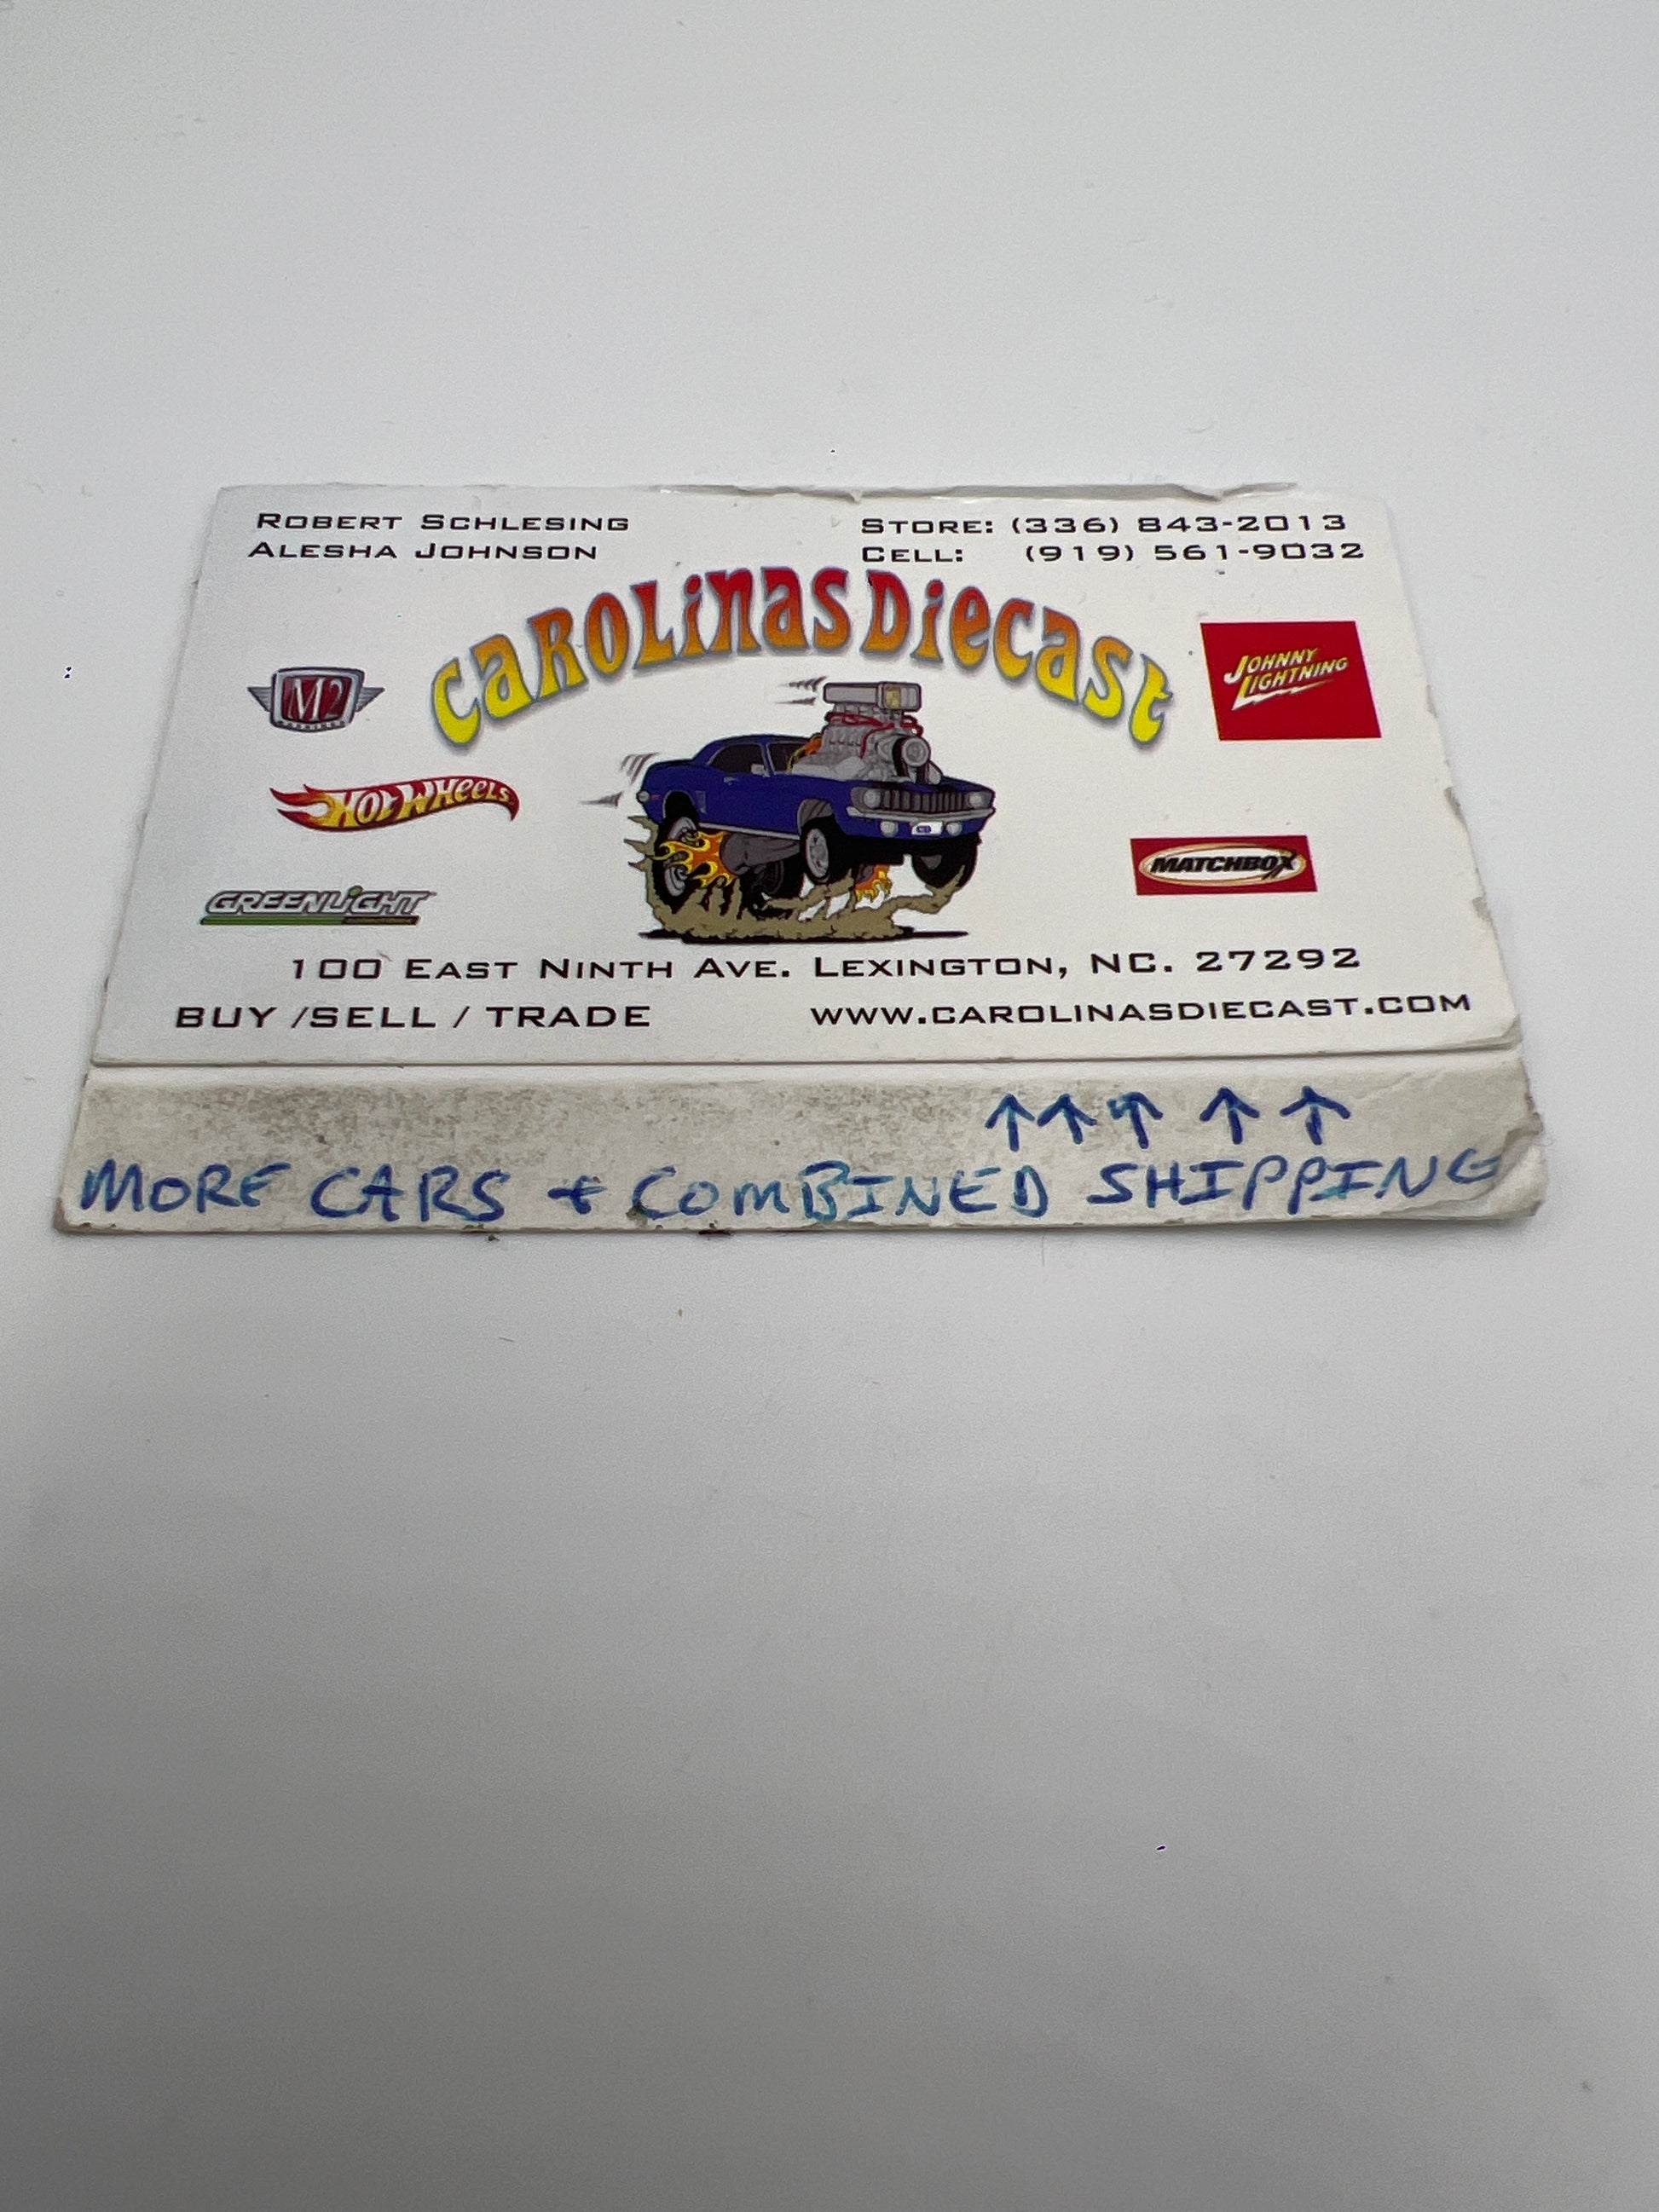 ROBERT SCHLESING
ALESHA JOHNSON
STORE: (336) 843-2013
CELL: (919) 561-9032
CAROLINAS DIECAST
M2
JOHNNY
LIGHTNING
HOT WHEELS
MATCHBOX
GREENLIGHT
100 EAST NINTH AVE. LEXINGTON, NC. 27292
BUY /SELL / TRADE
WWW.CAROLINASDIECAST.COM
↑ ↑ ↑ ↑ ↑
MORE CARS + COMBINED SHIPPING